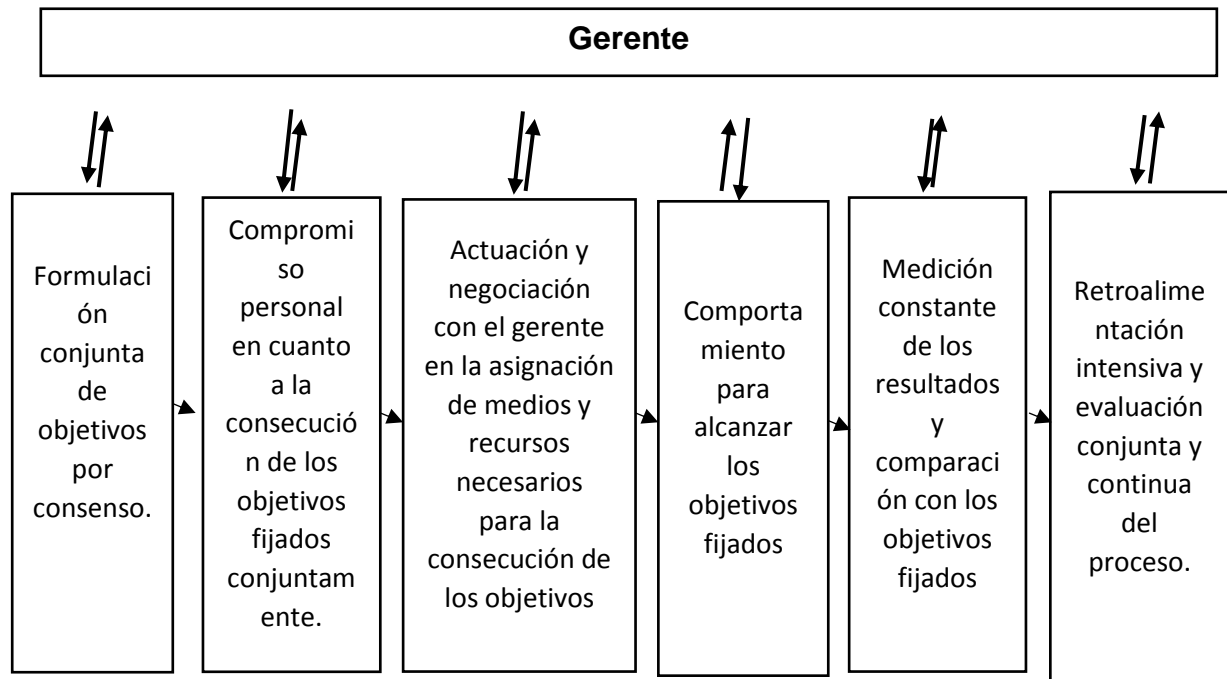 Gerente
Formulaci
ón
conjunta
de
objetivos
por
consenso.
Compromi
so
personal
en cuanto
a la
consecució
n de los
objetivos
fijados
conjuntam
ente.
Actuación y
negociación
con el gerente
en la asignación
de medios y
recursos
necesarios
para la
consecución de
los objetivos
Comporta
miento
para
alcanzar
los
objetivos
fijados
Medición
constante
de los
resultados
y
comparaci
ón con los
objetivos
fijados
Retroalime
ntación
intensiva y
evaluación
conjunta y
continua
del
proceso.